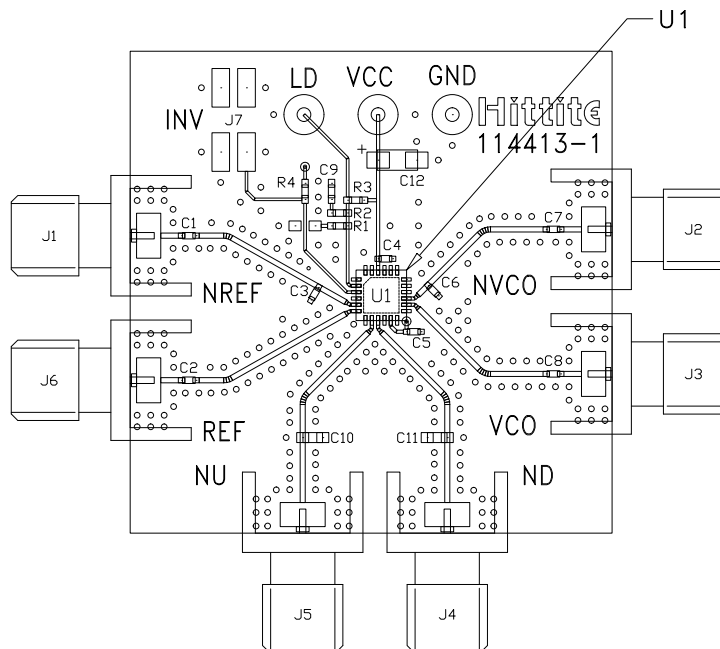 U1
LD VCC GND
INV J7 Hittite
114413-1
+
C12
R4 C9 R3
R2
R1
J1 C1 C7 J2
C4
NREF C3 U1 C6 NVCO
C5
J6 C2 C8 J3
REF VCO
C10 C11
NU ND
J5 J4